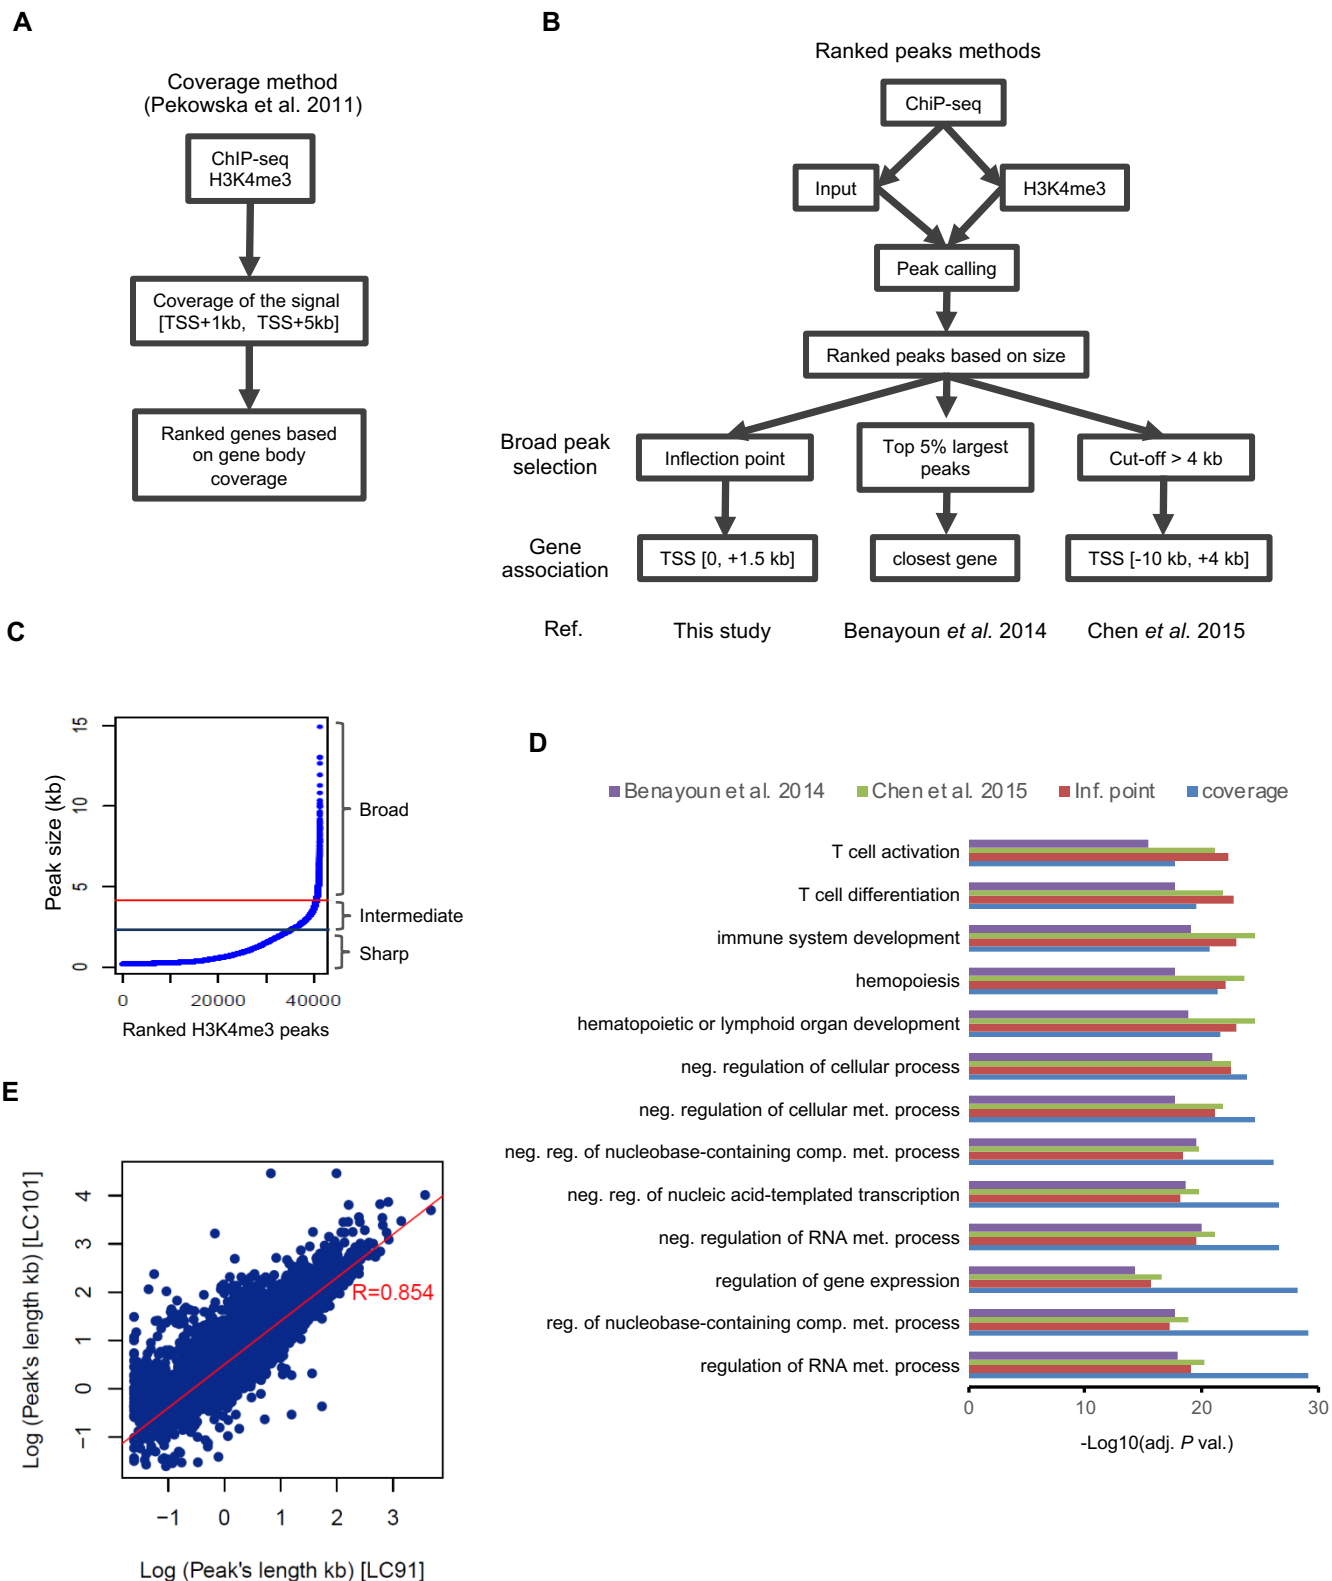 A
Coverage method
(Pekowska et al. 2011)
ChIP-seq
H3K4me3
Coverage of the signal
[TSS+1kb, TSS+5kb]
Ranked genes based
on gene body
coverage
B
Ranked peaks methods
ChiP-seq
Input
H3K4me3
Peak calling
Ranked peaks based on size
Broad peak
selection
Inflection point
Top 5% largest
peaks
Cut-off > 4 kb
Gene
association
TSS [0, +1.5 kb]
closest gene
TSS [-10 kb, +4 kb]
Ref.
This study
Benayoun et al. 2014
Chen et al. 2015
C
Peak size (kb)
15
10
5
0
Broad
Intermediate
Sharp
0 20000 40000
Ranked H3K4me3 peaks
D
Benayoun et al. 2014 Chen et al. 2015 Inf. point coverage
T cell activation
T cell differentiation
immune system development
hemopoiesis
hematopoietic or lymphoid organ development
neg. regulation of cellular process
neg. regulation of cellular met. process
neg. reg. of nucleobase-containing comp. met. process
neg. reg. of nucleic acid-templated transcription
neg. regulation of RNA met. process
regulation of gene expression
reg. of nucleobase-containing comp. met. process
regulation of RNA met. process
0 10 20 30
-Log10(adj. P val.)
E
Log (Peak's length kb) [LC101]
4
3
2
1
0
−1
R=0.854
−1 0 1 2 3
Log (Peak's length kb) [LC91]